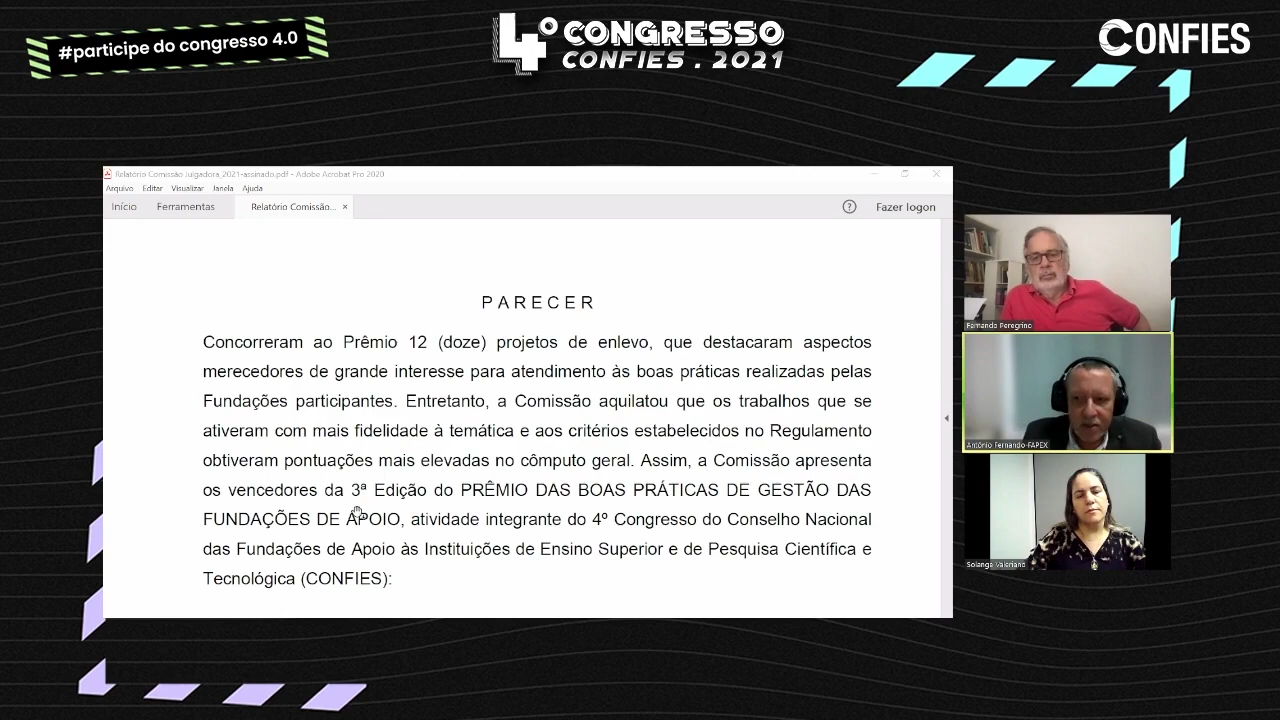 #participe do congresso 4.0
4º CONGRESSO
CONFIES . 2021
CONFIES
Relatório Comissão Julgadora_2021-assinado.pdf - Adobe Acrobat Pro 2020
Arquivo Editar Visualizar Janela Ajuda
Início Ferramentas Relatório Comissão... × ? Fazer logon
PARECER
Concorreram ao Prêmio 12 (doze) projetos de enlevo, que destacaram aspectos
merecedores de grande interesse para atendimento às boas práticas realizadas pelas
Fundações participantes. Entretanto, a Comissão aquilatou que os trabalhos que se
ativeram com mais fidelidade à temática e aos critérios estabelecidos no Regulamento
obtiveram pontuações mais elevadas no cômputo geral. Assim, a Comissão apresenta
os vencedores da 3ª Edição do PRÊMIO DAS BOAS PRÁTICAS DE GESTÃO DAS
FUNDAÇÕES DE APOIO, atividade integrante do 4º Congresso do Conselho Nacional
das Fundações de Apoio às Instituições de Ensino Superior e de Pesquisa Científica e
Tecnológica (CONFIES):
Fernando Peregrino
Antônio Fernando-FAPEX
Solange Valeriano